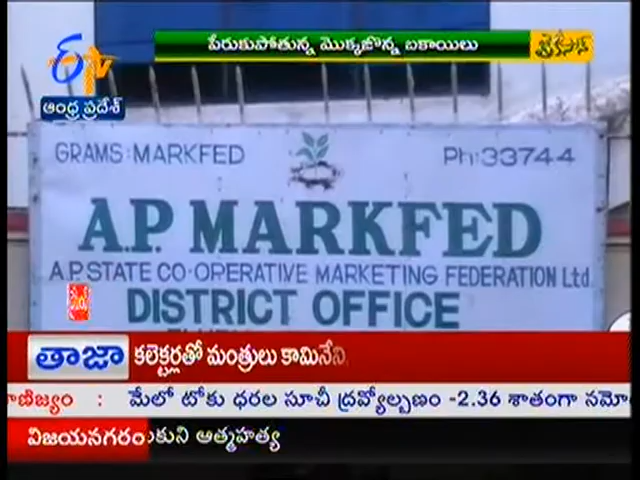 పేరుకుపోతున్న మొక్కజొన్న బకాయిలు
ఆంధ్ర ప్రదేశ్
GRAMS: MARKFED
Ph:33744
A.P. MARKFED
A.P. STATE CO-OPERATIVE MARKETING FEDERATION Ltd.
DISTRICT OFFICE
తాజా కలెక్టర్లతో మంత్రులు కామినేని
ణిజ్యం : మేలో టోకు ధరల సూచీ ద్రవ్యోల్బణం -2.36 శాతంగా నమో
విజయనగరం కుని ఆత్మహత్య